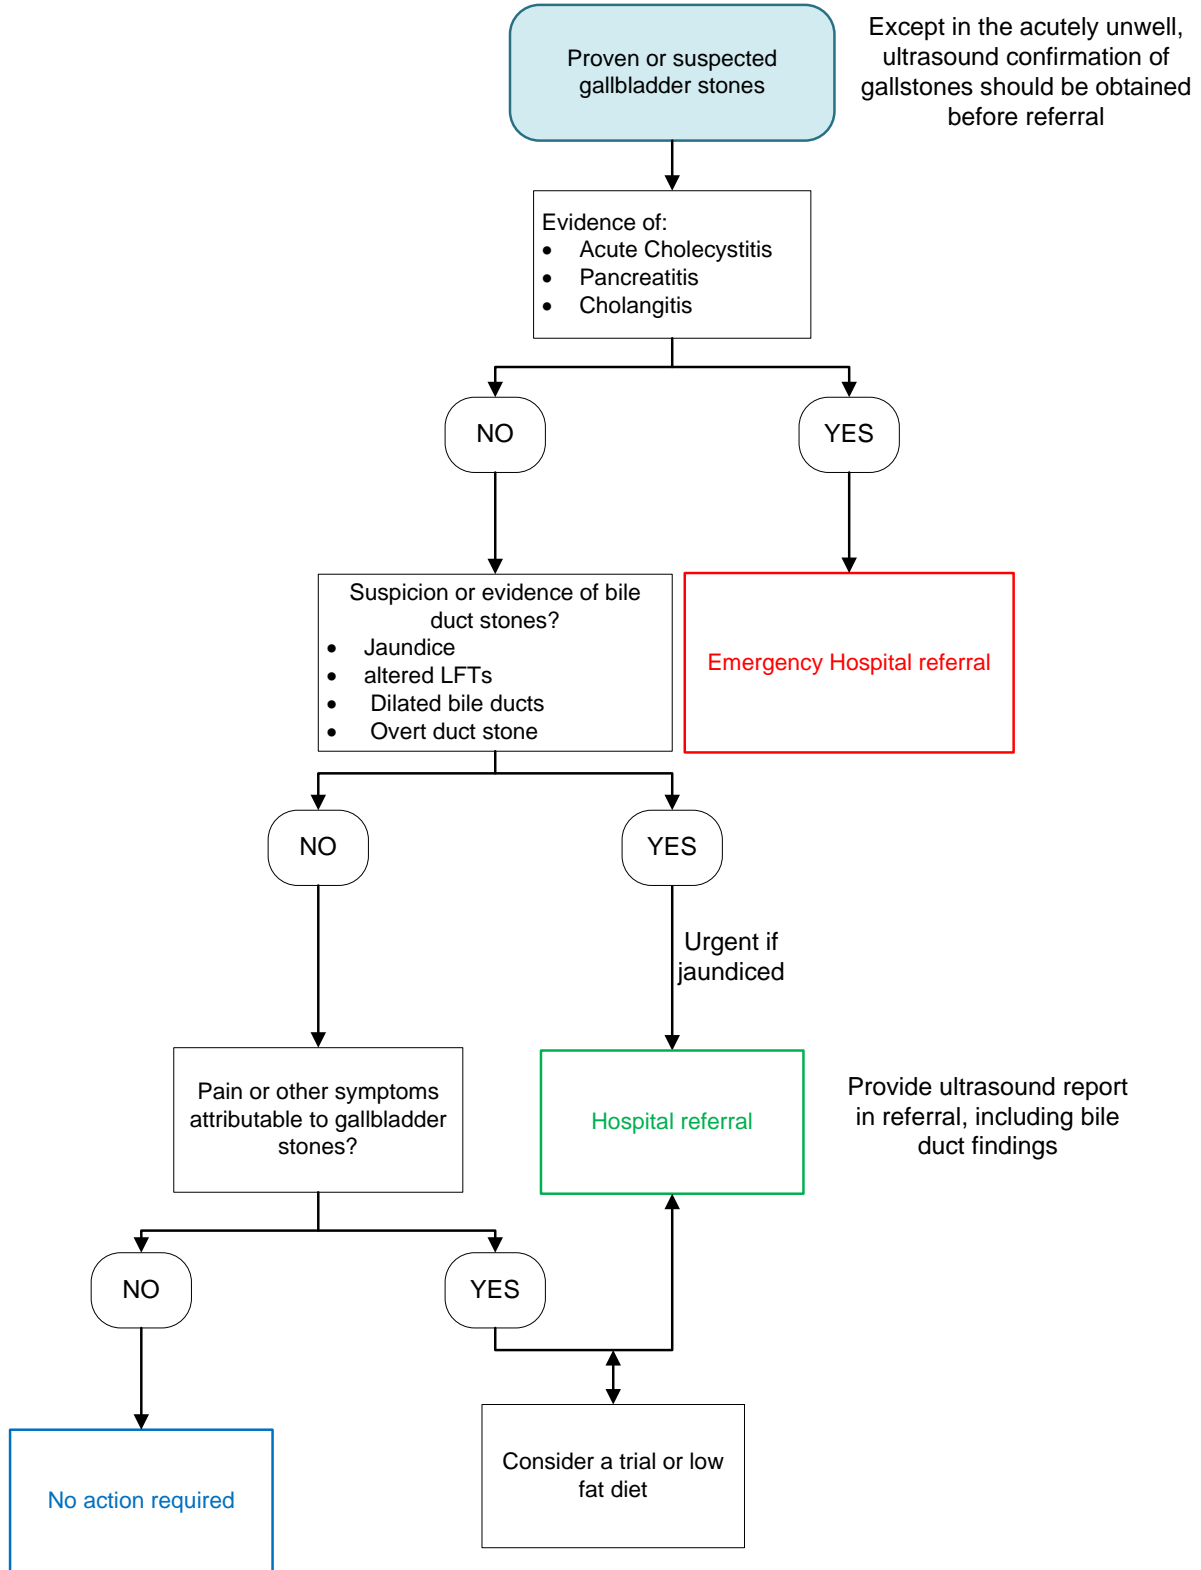 Proven or suspected
gallbladder stones
Except in the acutely unwell,
ultrasound confirmation of
gallstones should be obtained
before referral
Evidence of:
• Acute Cholecystitis
• Pancreatitis
• Cholangitis
NO
YES
Suspicion or evidence of bile
duct stones?
• Jaundice
• altered LFTs
• Dilated bile ducts
• Overt duct stone
Emergency Hospital referral
NO
YES
Urgent if
jaundiced
Pain or other symptoms
attributable to gallbladder
stones?
Hospital referral
Provide ultrasound report
in referral, including bile
duct findings
NO
YES
No action required
Consider a trial or low
fat diet